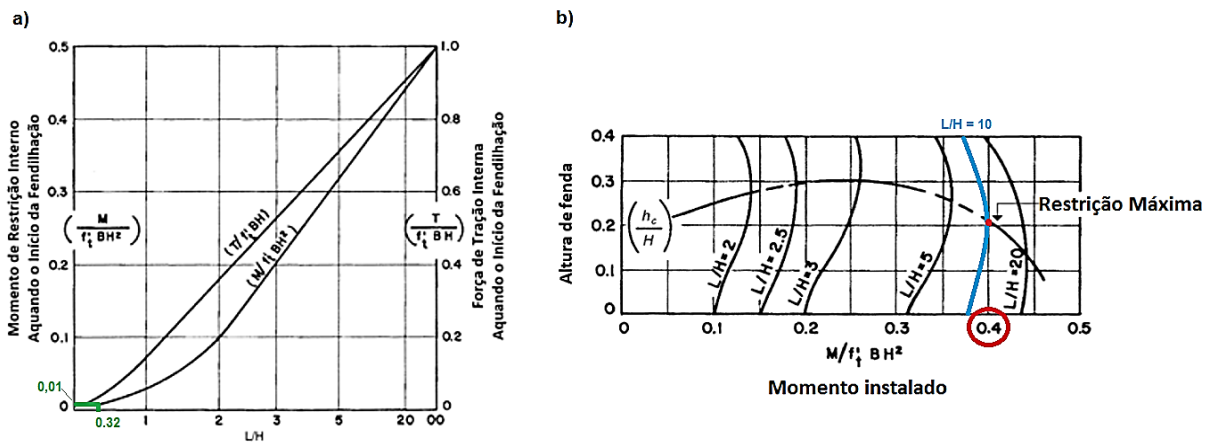 a)
Momento de Restrição Interno
Aquando o Início da Fendilhação
(M/f't BH²)
0.5
0.4
0.3
0.2
0.1
0
0,01
0.32
1
2
3
5
20
00
L/H
(T/f't BH)
(M/f't BH²)
1.0
0.8
0.6
0.4
0.2
0
(T/f't BH)
Força de Tração Interna
Aquando o Início da Fendilhação
b)
L/H = 10
Altura de fenda
0.4
0.3
0.2
0.1
0
(hc/H)
L/H=2
L/H=2.5
L/H=3
L/H=5
L/H=20
Restrição Máxima
0
0.1
0.2
0.3
0.4
0.5
M/f't BH²
Momento instalado